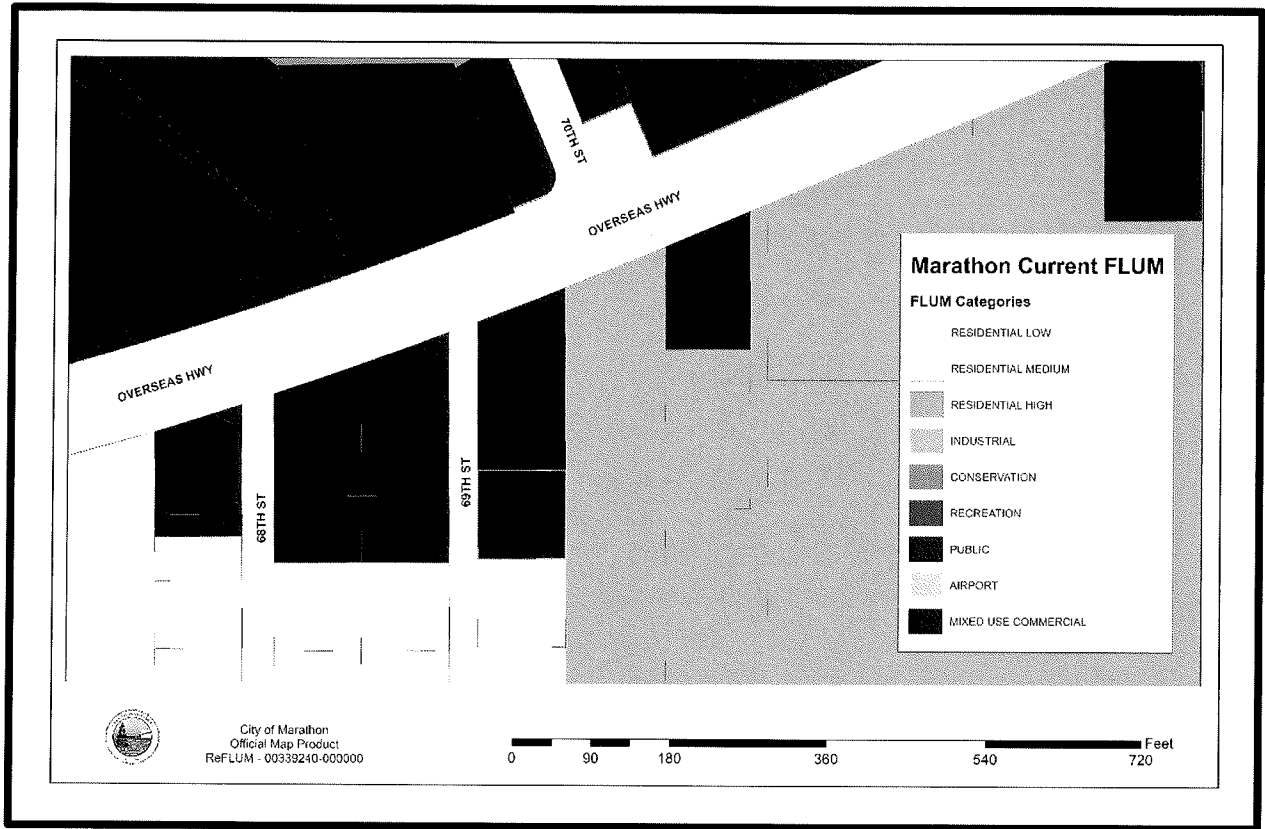 70TH ST
OVERSEAS HWY
OVERSEAS HWY
68TH ST
69TH ST
Marathon Current FLUM
FLUM Categories
RESIDENTIAL LOW
RESIDENTIAL MEDIUM
RESIDENTIAL HIGH
INDUSTRIAL
CONSERVATION
RECREATION
PUBLIC
AIRPORT
MIXED USE COMMERCIAL
City of Marathon
Official Map Product
ReFLUM - 00339240-000000
Feet
0 90 180 360 540 720